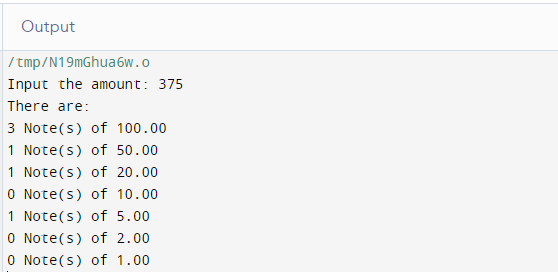 Output
/tmp/N19mGhua6w.o
Input the amount: 375
There are:
3 Note(s) of 100.00
1 Note(s) of 50.00
1 Note(s) of 20.00
0 Note(s) of 10.00
1 Note(s) of 5.00
0 Note(s) of 2.00
0 Note(s) of 1.00